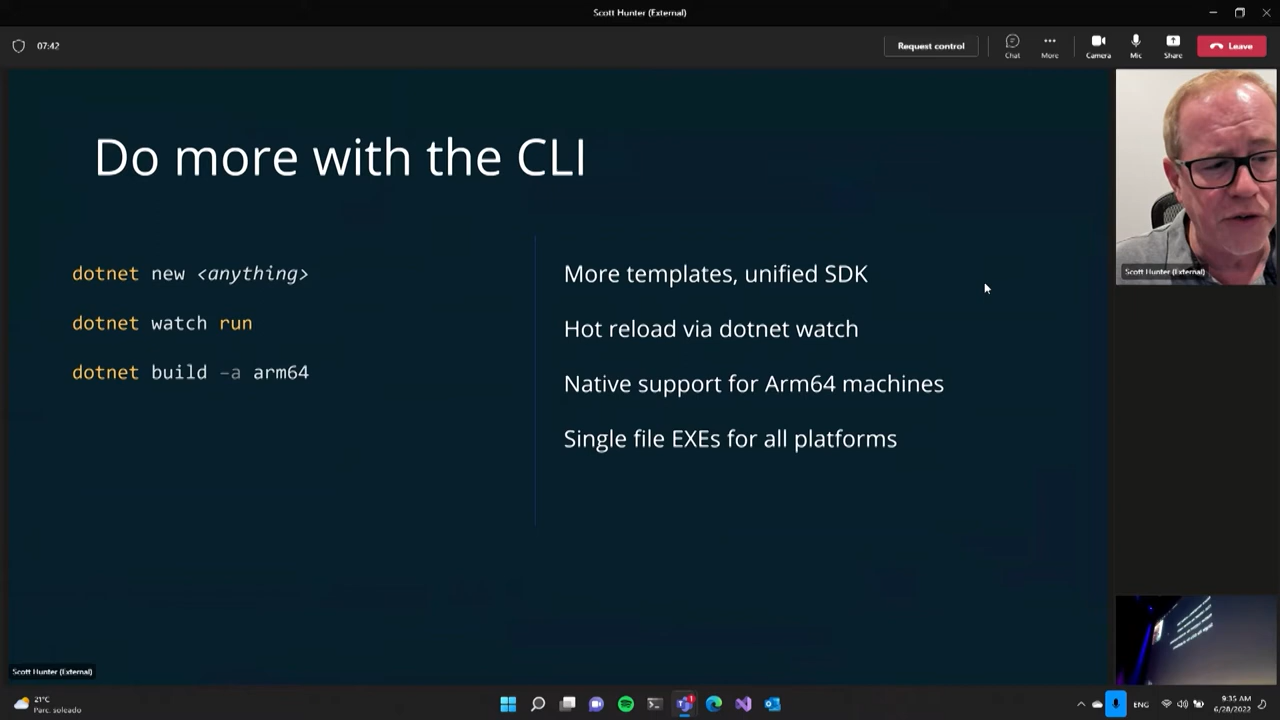 Scott Hunter (External)
07:42
Request control
Chat
More
Camera
Mic
Share
Leave
Do more with the CLI
dotnet new <anything>
dotnet watch run
dotnet build -a arm64
More templates, unified SDK
Hot reload via dotnet watch
Native support for Arm64 machines
Single file EXEs for all platforms
Scott Hunter (External)
Scott Hunter (External)
21°C
Parc. soleado
1
ENG
9:35 AM
6/28/2022